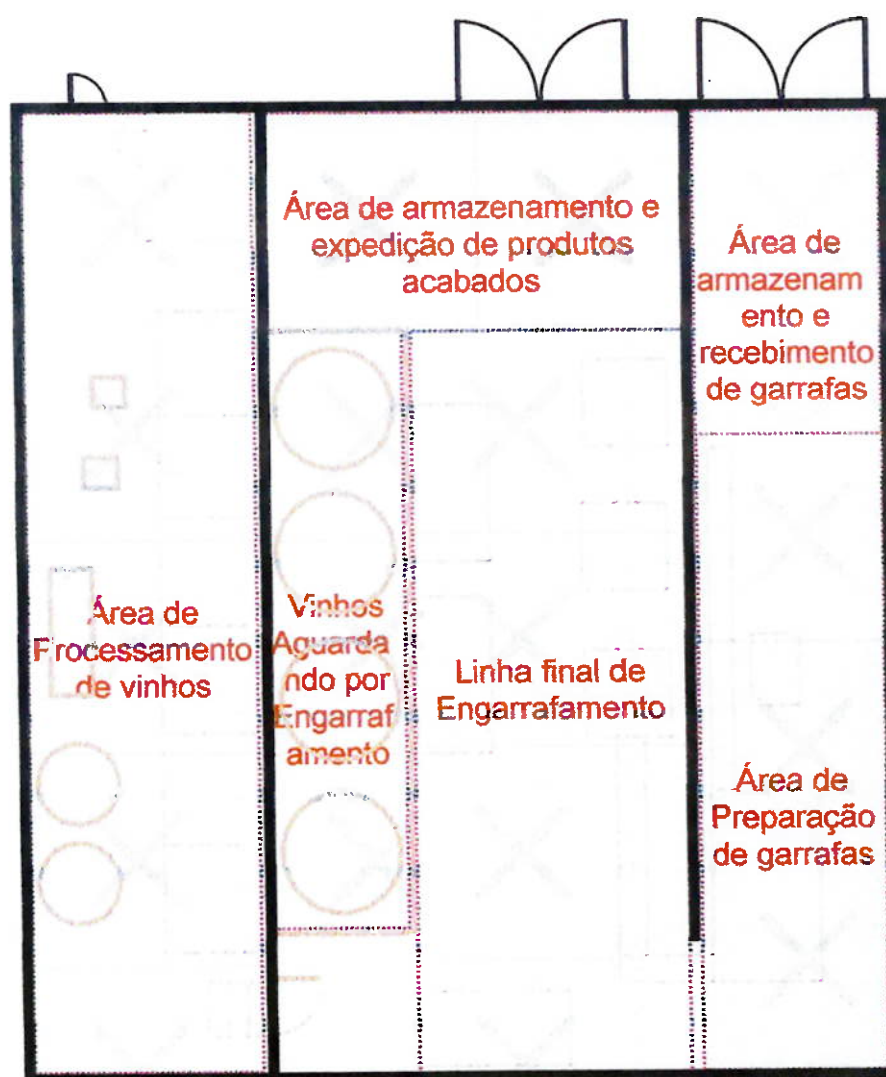 Área de armazenamento e
expedição de produtos
acabados
Área de
armazenam
ento e
recebimento
de garrafas
Área de
Processamento
de vinhos
Vinhos
Aguarda
ndo por
Engarraf
amento
Linha final de
Engarrafamento
Área de
Preparação
de garrafas